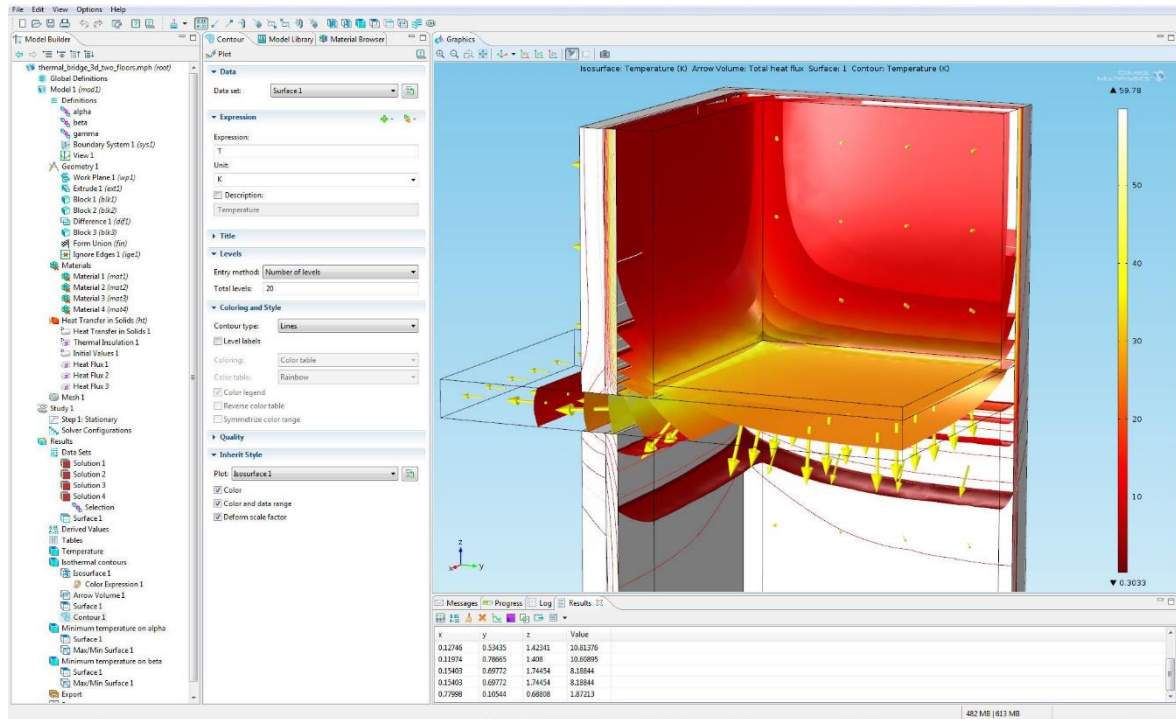 File Edit View Options Help
Model Builder
thermal_bridge_3d_two_floors.mph (root)
Global Definitions
Model 1 (mod1)
Definitions
alpha
beta
gamma
Boundary System 1 (sys1)
View 1
Geometry 1
Work Plane 1 (wp1)
Extrude 1 (ext1)
Block 1 (blk1)
Block 2 (blk2)
Difference 1 (dif1)
Block 3 (blk3)
Form Union (fin)
Ignore Edges 1 (ige1)
Materials
Material 1 (mat1)
Material 2 (mat2)
Material 3 (mat3)
Material 4 (mat4)
Heat Transfer in Solids (ht)
Heat Transfer in Solids 1
Thermal Insulation 1
Initial Values 1
Heat Flux 1
Heat Flux 2
Heat Flux 3
Mesh 1
Study 1
Step 1: Stationary
Solver Configurations
Results
Data Sets
Solution 1
Solution 2
Solution 3
Solution 4
Selection
Surface 1
Derived Values
Tables
Temperature
Isothermal contours
Isosurface 1
Color Expression 1
Arrow Volume 1
Surface 1
Contour 1
Minimum temperature on alpha
Surface 1
Max/Min Surface 1
Minimum temperature on beta
Surface 1
Max/Min Surface 1
Export
Contour Model Library Material Browser
Plot
Data
Data set: Surface 1
Expression
Expression:
T
Unit:
K
Description:
Temperature
Title
Levels
Entry method: Number of levels
Total levels: 20
Coloring and Style
Contour type: Lines
Level labels
Coloring: Color table
Color table: Rainbow
Color legend
Reverse color table
Symmetrize color range
Quality
Inherit Style
Plot: Isosurface 1
Color
Color and data range
Deform scale factor
Graphics
Isosurface: Temperature (K) Arrow Volume: Total heat flux Surface: 1 Contour: Temperature (K)
COMSOL
MULTIPHYSICS
▲ 59.78
50
40
30
20
10
▼ 0.3033
z
x y
Messages Progress Log Results
x y z Value
0.12746 0.53435 1.42341 10.81376
0.11974 0.78665 1.408 10.60895
0.15403 0.69772 1.74454 8.18844
0.15403 0.69772 1.74454 8.18844
0.77998 0.10544 0.68808 1.87213
482 MB | 613 MB